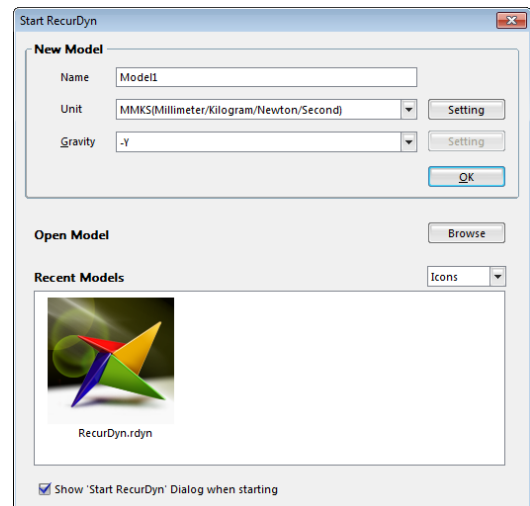 Start RecurDyn
New Model
Name Model1
Unit MMKS(Millimeter/Kilogram/Newton/Second) Setting
Gravity -Y Setting
OK
Open Model Browse
Recent Models Icons
RecurDyn.rdyn
Show 'Start RecurDyn' Dialog when starting